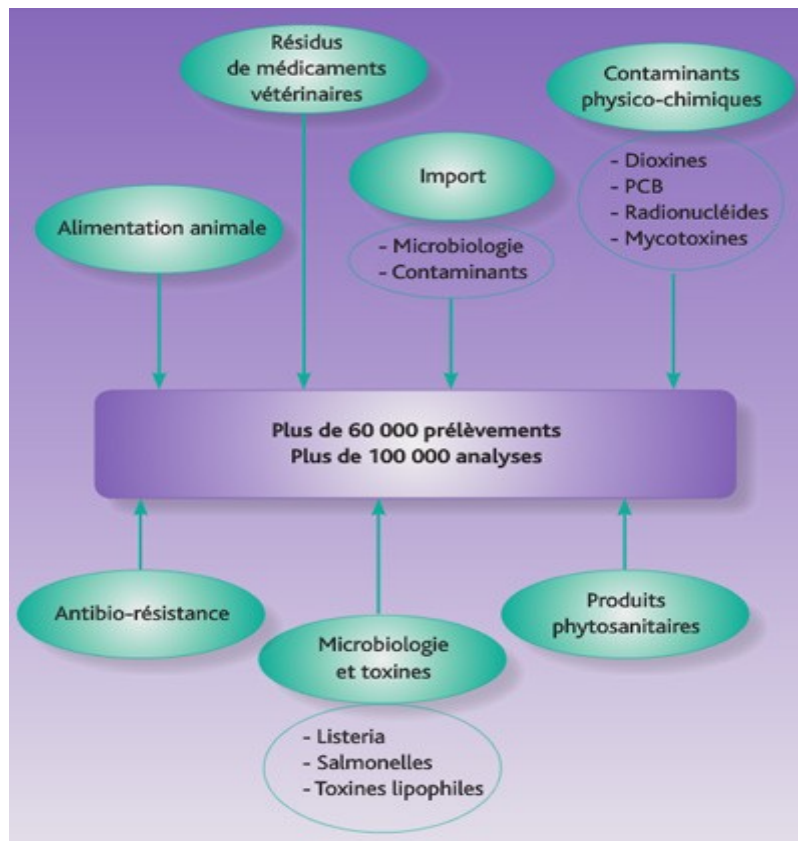 Résidus
de médicaments
vétérinaires
Contaminants
physico-chimiques
- Dioxines
- PCB
- Radionucléides
- Mycotoxines
Import
- Microbiologie
- Contaminants
Alimentation animale
Plus de 60 000 prélèvements
Plus de 100 000 analyses
Antibio-résistance
Microbiologie
et toxines
- Listeria
- Salmonelles
- Toxines lipophiles
Produits
phytosanitaires